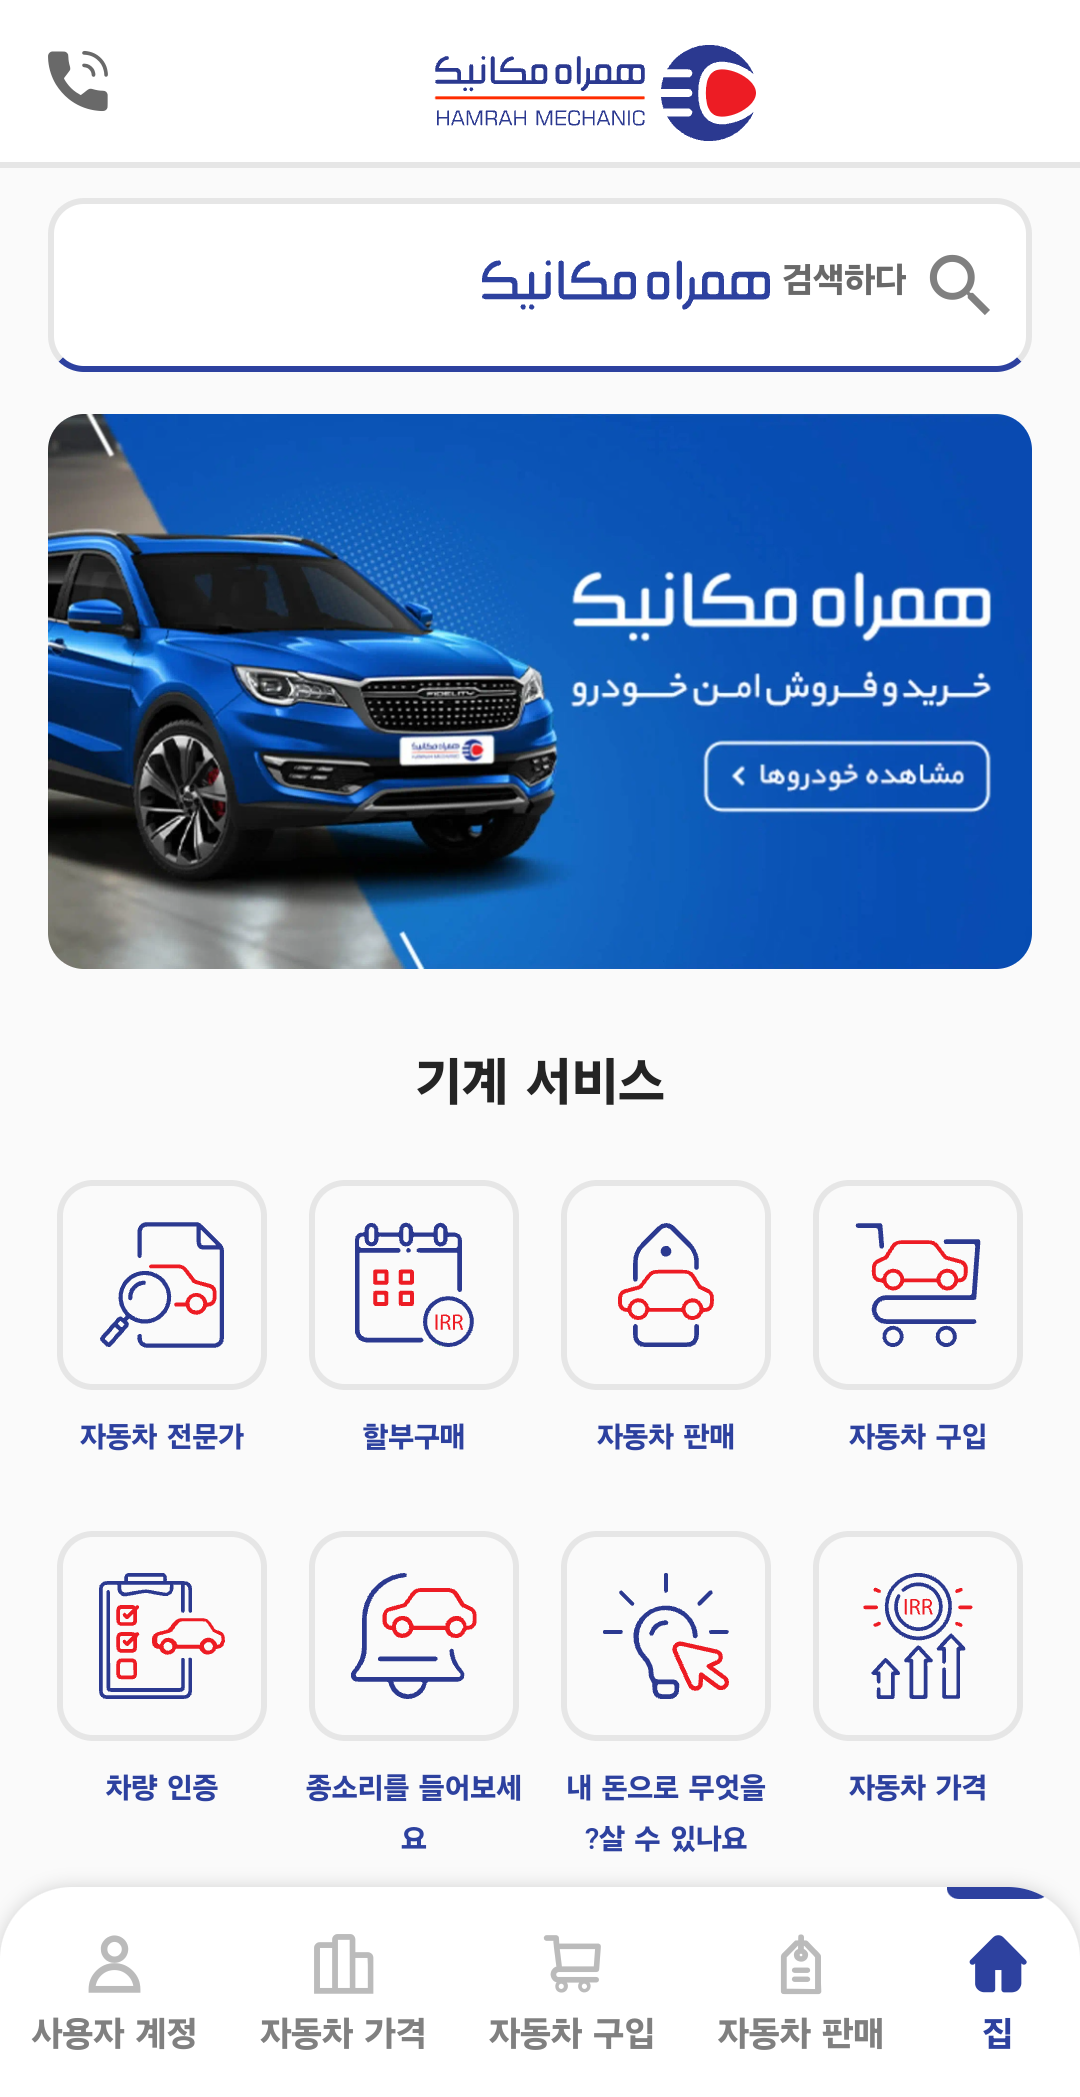 همراه مکانیک
HAMRAH MECHANIC
검색하다 همراه مکانیک
همراه مکانیک
خرید و فروش امن خودرو
مشاهده خودروها
FIDELITY
همراه مکانیک
HAMRAH MECHANIC
기계 서비스
IRR
자동차 전문가
할부구매
자동차 판매
자동차 구입
IRR
차량 인증
종소리를 들어보세
요
내 돈으로 무엇을
?살 수 있나요
자동차 가격
사용자 계정
자동차 가격
자동차 구입
자동차 판매
집